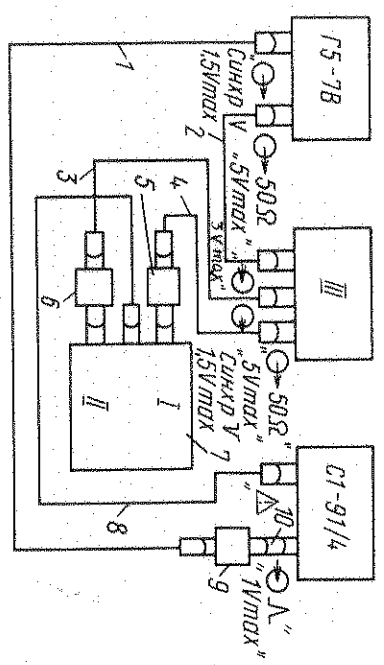 Г5-78
III
С1-91/4
"Синхр V
1,5Vmax
50Ω
"5Vmax"
"3Vmax"
"50Ω"
"5Vmax"
Синхр V
1,5Vmax
"1Vmax"
1
2
3
4
5
6
7
8
9
10
I
II